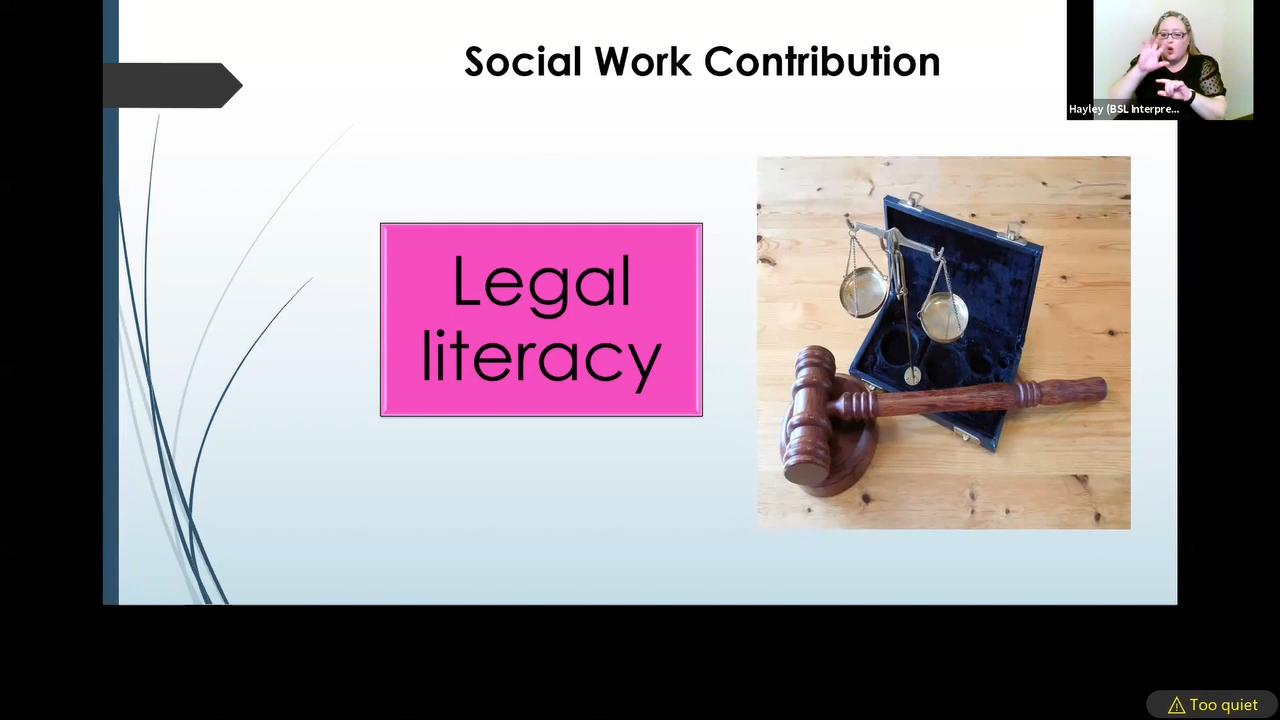 Social Work Contribution
Hayley (BSL Interpre...
Legal
literacy
Too quiet